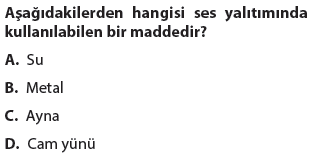 Aşağıdakilerden hangisi ses yalıtımında
kullanılabilen bir maddedir?
A. Su
B. Metal
C. Ayna
D. Cam yünü